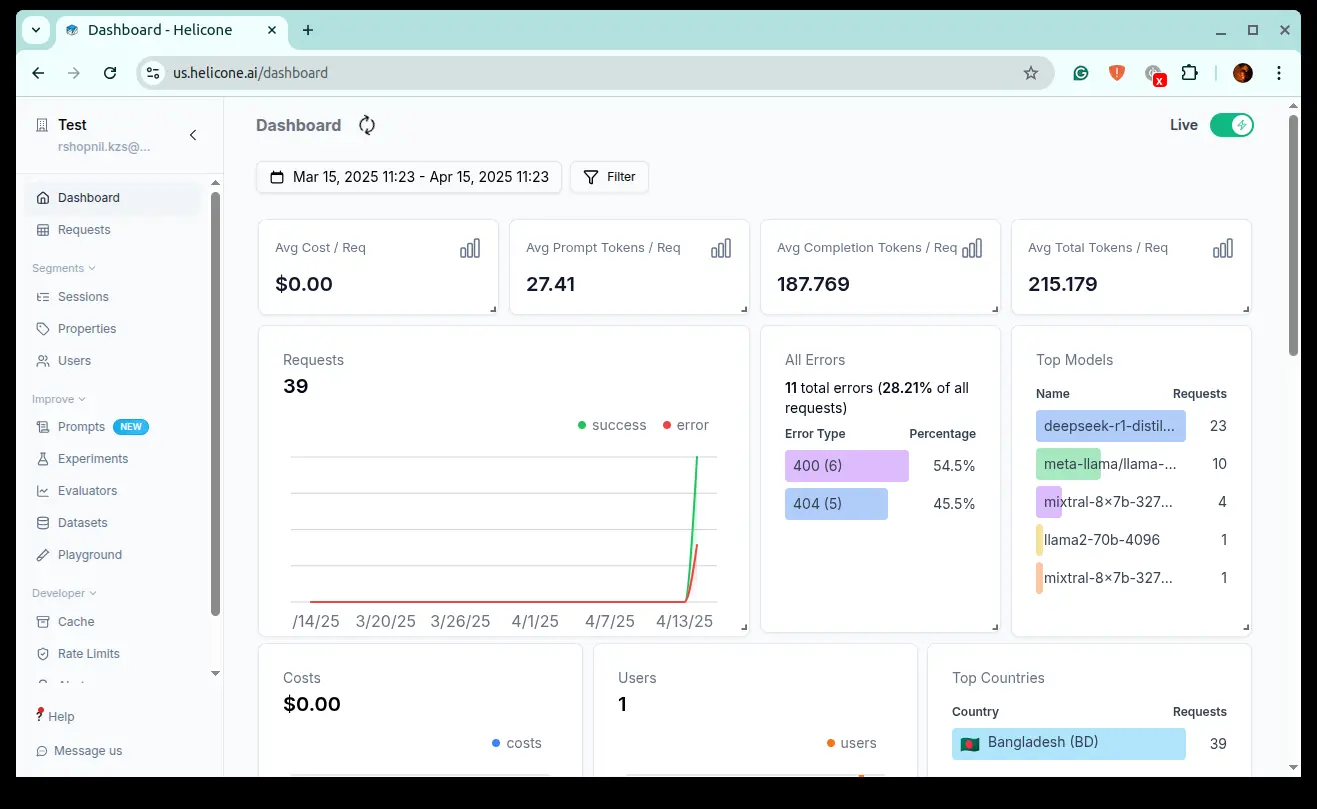 Dashboard - Helicone
us.helicone.ai/dashboard
x
Test
rshopnil.kzs@...
Dashboard
Requests
Segments
Sessions
Properties
Users
Improve
Prompts NEW
Experiments
Evaluators
Datasets
Playground
Developer
Cache
Rate Limits
Help
Message us
Dashboard
Live
Mar 15, 2025 11:23 - Apr 15, 2025 11:23
Filter
Avg Cost / Req
$0.00
Avg Prompt Tokens / Req
27.41
Avg Completion Tokens / Req
187.769
Avg Total Tokens / Req
215.179
Requests
39
success error
/14/25 3/20/25 3/26/25 4/1/25 4/7/25 4/13/25
All Errors
11 total errors (28.21% of all
requests)
Error Type Percentage
400 (6) 54.5%
404 (5) 45.5%
Top Models
Name Requests
deepseek-r1-distil... 23
meta-llama/llama-... 10
mixtral-8x7b-327... 4
llama2-70b-4096 1
mixtral-8x7b-327... 1
Costs
$0.00
costs
Users
1
users
Top Countries
Country Requests
Bangladesh (BD) 39